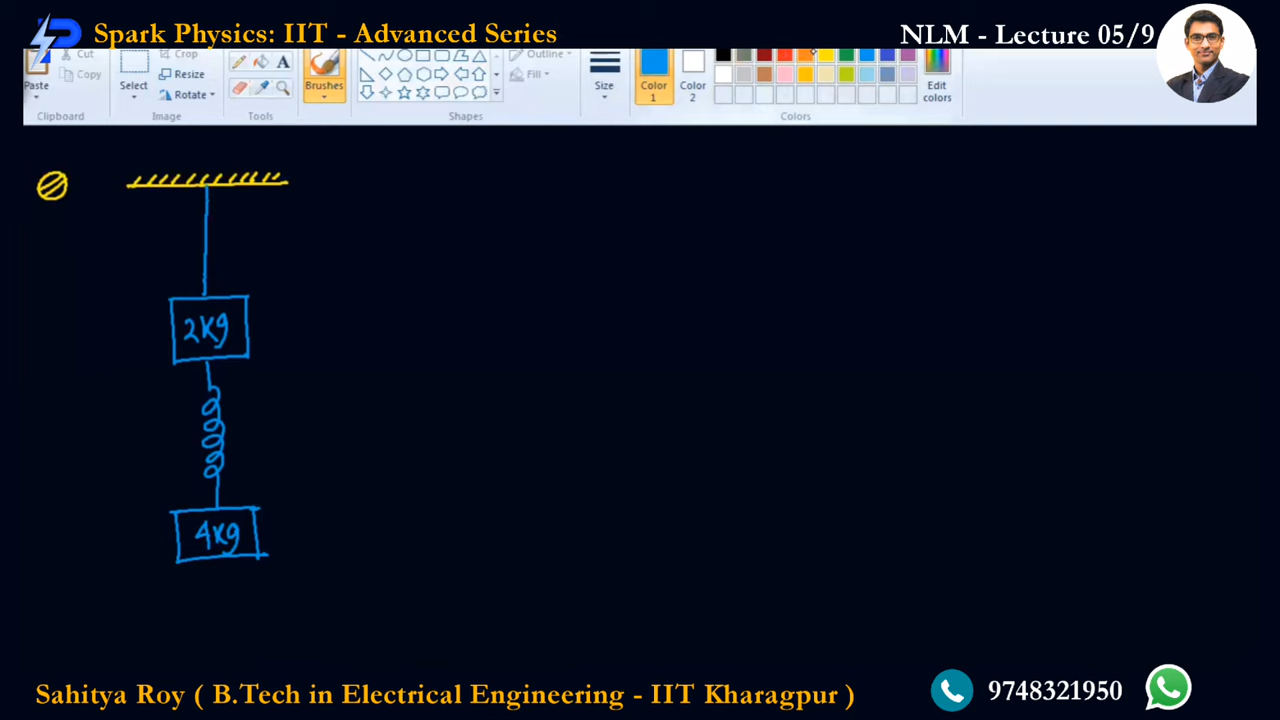 Spark Physics: IIT - Advanced Series
NLM - Lecture 05/9
Cut
Crop
Outline
Paste
Copy
Select
Resize
A
Brushes
Fill
Size
Color
1
Color
2
Edit
colors
Rotate
Clipboard
Image
Tools
Shapes
Colors
2Kg
4Kg
Sahitya Roy ( B.Tech in Electrical Engineering - IIT Kharagpur )
9748321950